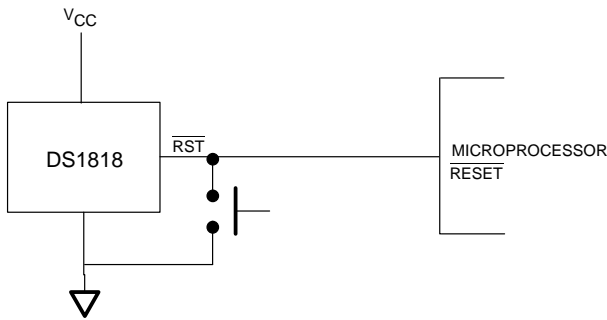 VCC
DS1818
RST
MICROPROCESSOR
RESET